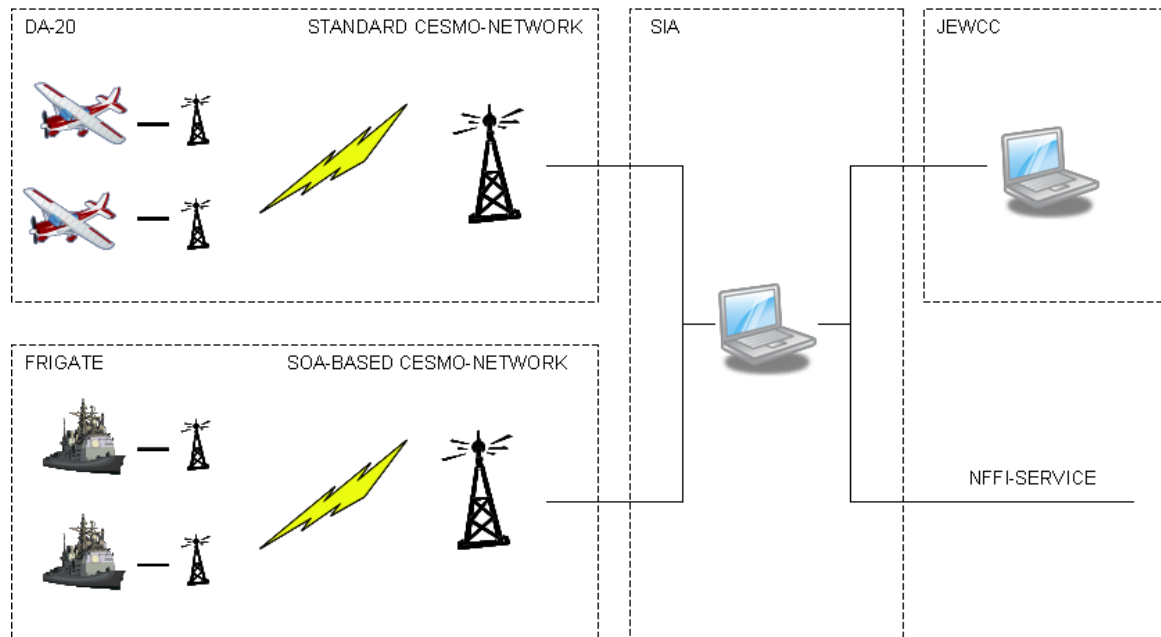 DA-20
STANDARD CESMO-NETWORK
SIA
JEWCC
FRIGATE
SOA-BASED CESMO-NETWORK
NFFI-SERVICE